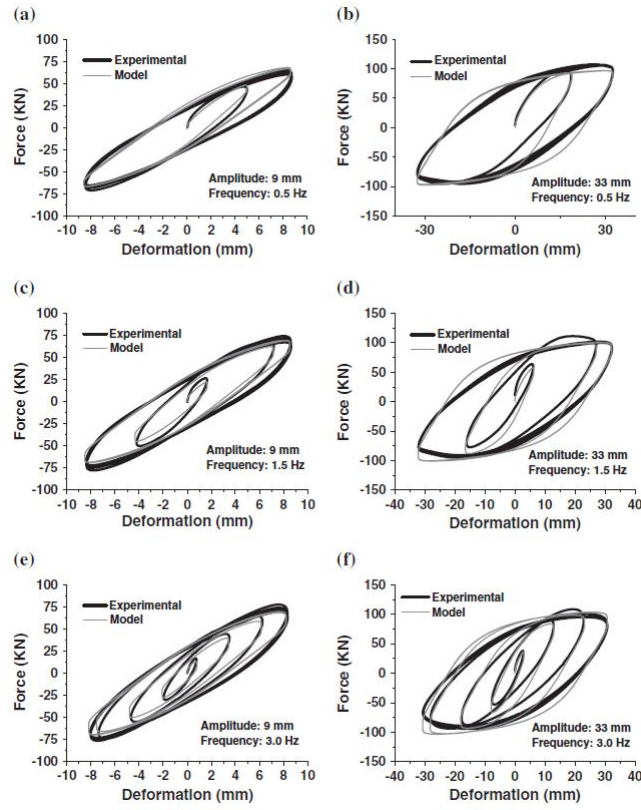 (a)
100
75
50
25
0
-25
-50
-75
-100
Force (KN)
Experimental
Model
Amplitude: 9 mm
Frequency: 0.5 Hz
-10 -8 -6 -4 -2 0 2 4 6 8 10
Deformation (mm)
(b)
150
100
50
0
-50
-100
-150
Force (KN)
Experimental
Model
Amplitude: 33 mm
Frequency: 0.5 Hz
-30 0 30
Deformation (mm)
(c)
100
75
50
25
0
-25
-50
-75
-100
Force (KN)
Experimental
Model
Amplitude: 9 mm
Frequency: 1.5 Hz
-10 -8 -6 -4 -2 0 2 4 6 8 10
Deformation (mm)
(d)
150
100
50
0
-50
-100
-150
Force (KN)
Experimental
Model
Amplitude: 33 mm
Frequency: 1.5 Hz
-40 -30 -20 -10 0 10 20 30 40
Deformation (mm)
(e)
100
75
50
25
0
-25
-50
-75
-100
Force (KN)
Experimental
Model
Amplitude: 9 mm
Frequency: 3.0 Hz
-10 -8 -6 -4 -2 0 2 4 6 8 10
Deformation (mm)
(f)
150
100
50
0
-50
-100
-150
Force (KN)
Experimental
Model
Amplitude: 33 mm
Frequency: 3.0 Hz
-40 -30 -20 -10 0 10 20 30 40
Deformation (mm)